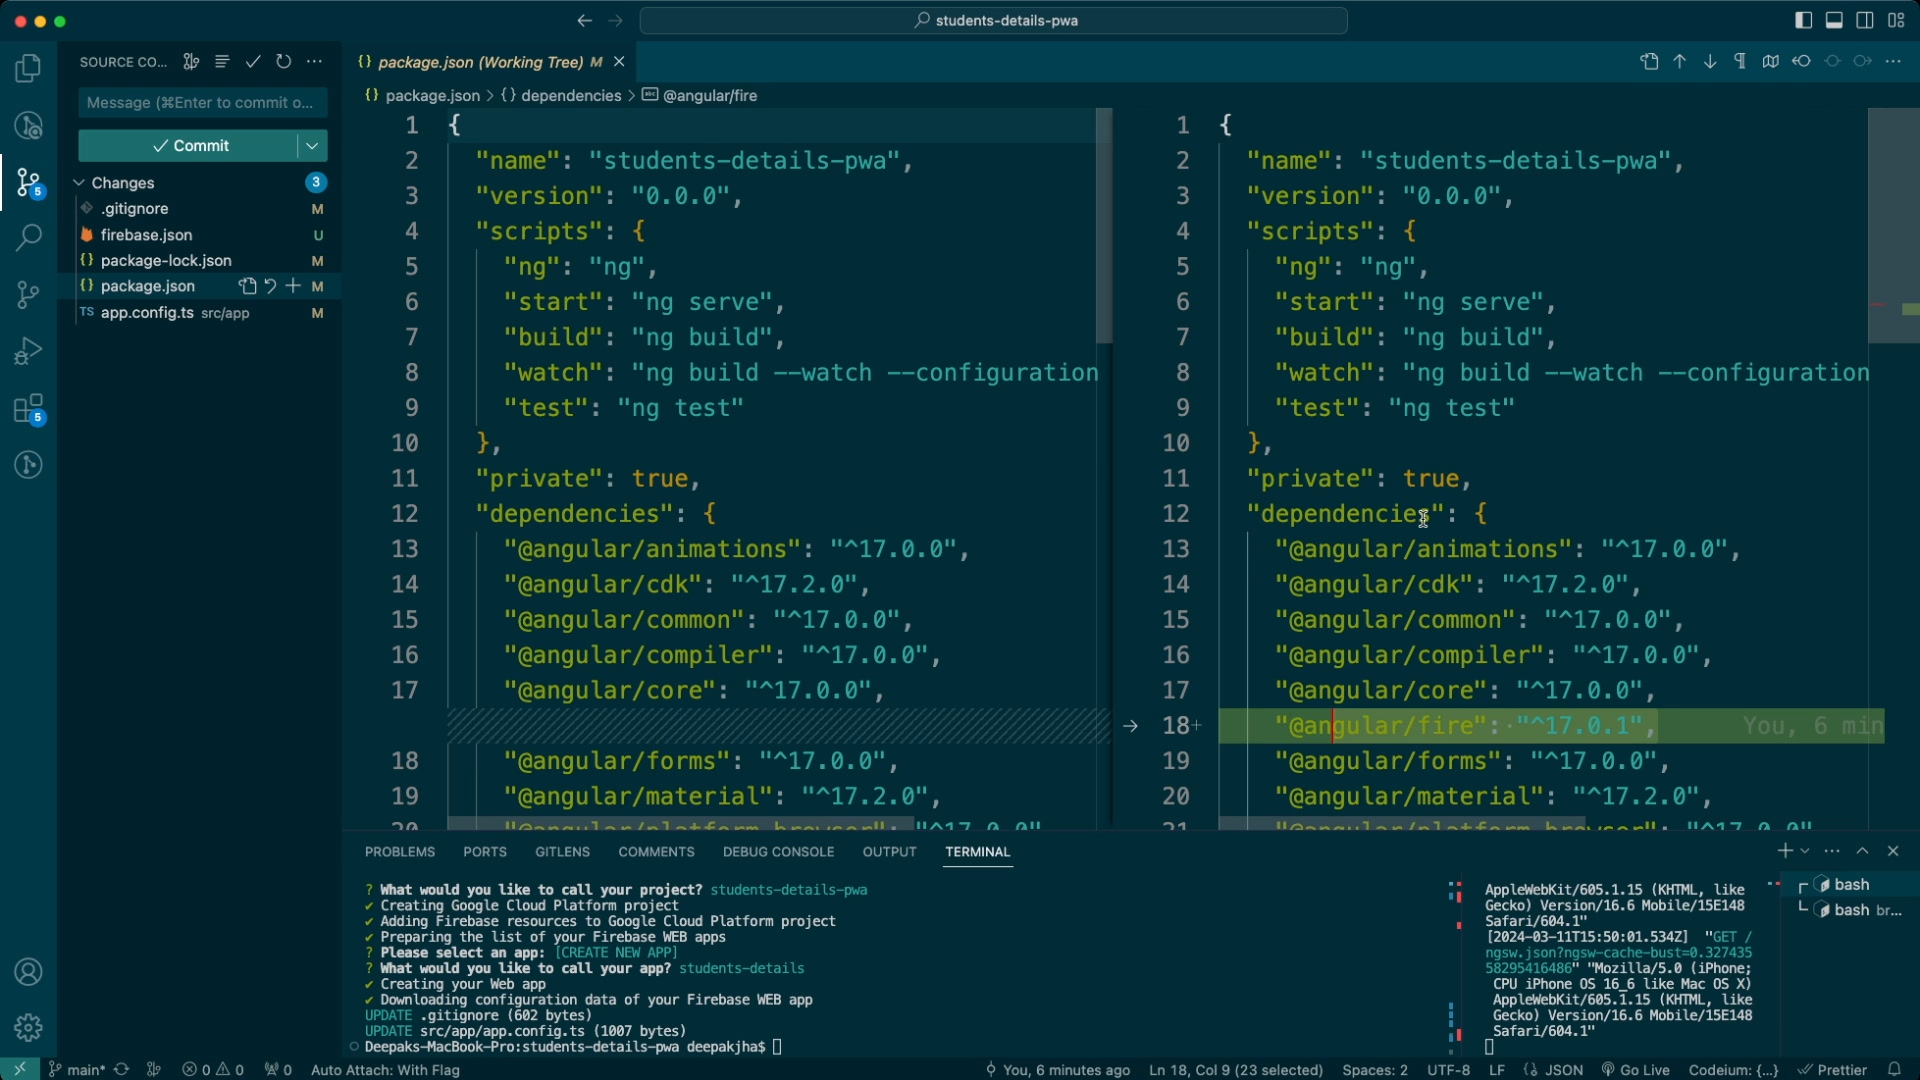 students-details-pwa
SOURCE CO...
package.json (Working Tree) M
package.json > {} dependencies > @angular/fire
Message (⌘Enter to commit o...
Commit
Changes 3
.gitignore M
firebase.json U
package-lock.json M
package.json M
TS app.config.ts src/app M
5
5
1 {
2 "name": "students-details-pwa",
3 "version": "0.0.0",
4 "scripts": {
5 "ng": "ng",
6 "start": "ng serve",
7 "build": "ng build",
8 "watch": "ng build --watch --configuration
9 "test": "ng test"
10 },
11 "private": true,
12 "dependencies": {
13 "@angular/animations": "^17.0.0",
14 "@angular/cdk": "^17.2.0",
15 "@angular/common": "^17.0.0",
16 "@angular/compiler": "^17.0.0",
17 "@angular/core": "^17.0.0",
18 "@angular/forms": "^17.0.0",
19 "@angular/material": "^17.2.0",
20 "@angular/platform-browser": "^17.0.0"
1 {
2 "name": "students-details-pwa",
3 "version": "0.0.0",
4 "scripts": {
5 "ng": "ng",
6 "start": "ng serve",
7 "build": "ng build",
8 "watch": "ng build --watch --configuration
9 "test": "ng test"
10 },
11 "private": true,
12 "dependencies": {
13 "@angular/animations": "^17.0.0",
14 "@angular/cdk": "^17.2.0",
15 "@angular/common": "^17.0.0",
16 "@angular/compiler": "^17.0.0",
17 "@angular/core": "^17.0.0",
18+ "@angular/fire":·"^17.0.1", You, 6 min
19 "@angular/forms": "^17.0.0",
20 "@angular/material": "^17.2.0",
21 "@angular/platform-browser": "^17.0.0"
PROBLEMS PORTS GITLENS COMMENTS DEBUG CONSOLE OUTPUT TERMINAL
? What would you like to call your project? students-details-pwa
✔ Creating Google Cloud Platform project
✔ Adding Firebase resources to Google Cloud Platform project
✔ Preparing the list of your Firebase WEB apps
? Please select an app: [CREATE NEW APP]
? What would you like to call your app? students-details
✔ Creating your Web app
✔ Downloading configuration data of your Firebase WEB app
UPDATE .gitignore (602 bytes)
UPDATE src/app/app.config.ts (1007 bytes)
Deepaks-MacBook-Pro:students-details-pwa deepakjha$
AppleWebKit/605.1.15 (KHTML, like
Gecko) Version/16.6 Mobile/15E148
Safari/604.1"
[2024-03-11T15:50:01.534Z] "GET /
ngsw.json?ngsw-cache-bust=0.327435
58295416486" "Mozilla/5.0 (iPhone;
CPU iPhone OS 16_6 like Mac OS X)
AppleWebKit/605.1.15 (KHTML, like
Gecko) Version/16.6 Mobile/15E148
Safari/604.1"
bash
bash br...
main* 0 0 0 Auto Attach: With Flag You, 6 minutes ago Ln 18, Col 9 (23 selected) Spaces: 2 UTF-8 LF {} JSON Go Live Codeium: {...} Prettier